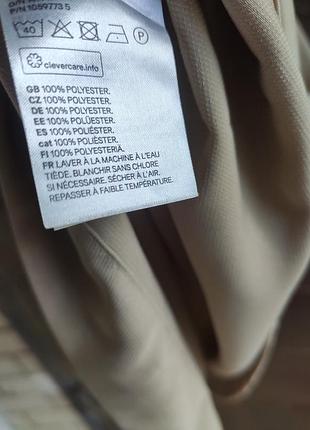 P/N 1059773 5
40 P
clevercare.info
GB 100% POLYESTER.
CZ 100% POLYESTER.
DE 100% POLYESTER.
EE 100% POLÜESTER.
ES 100% POLIÉSTER.
cat 100% POLIÈSTER.
FI 100% POLYESTERIÄ.
FR LAVER À LA MACHINE À L'EAU
TIÈDE, BLANCHIR SANS CHLORE
SI NÉCESSAIRE. SÉCHER À L'AIR.
REPASSER À FAIBLE TEMPÉRATURE.